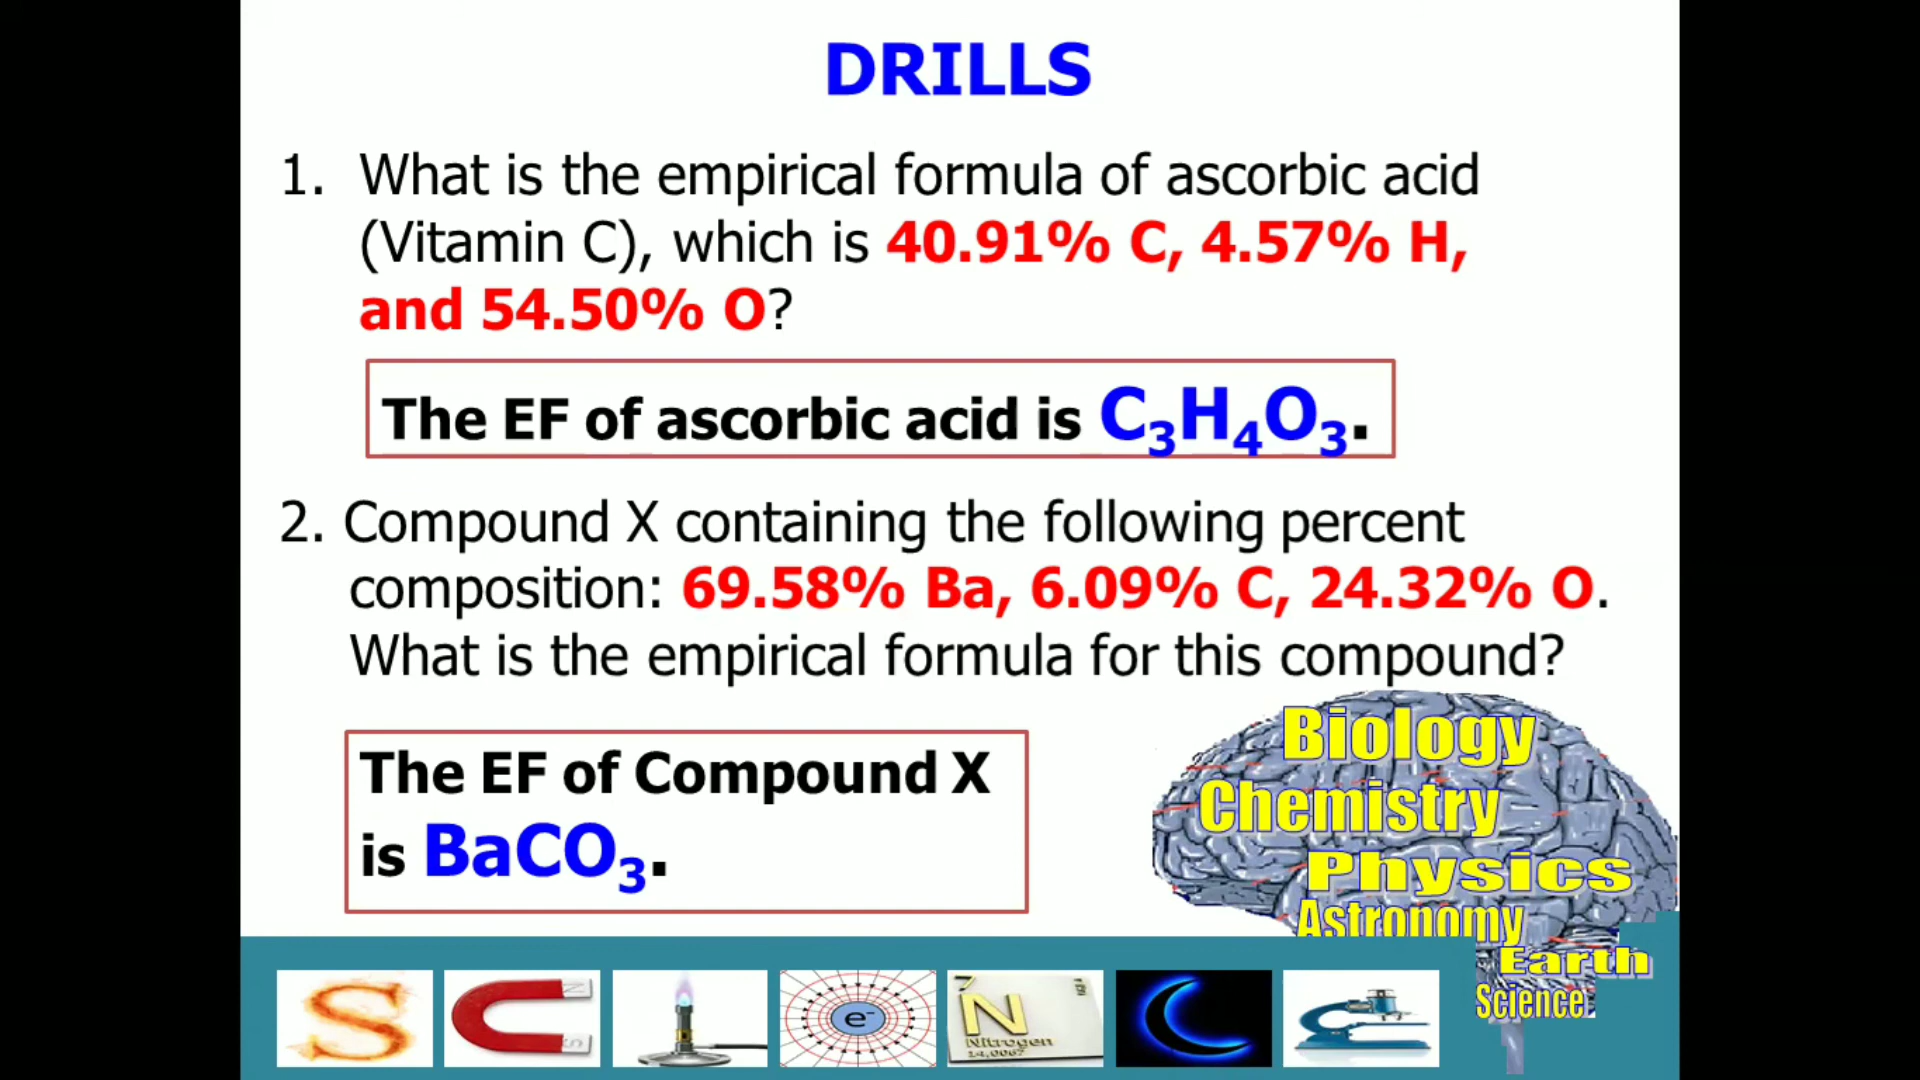 DRILLS
1. What is the empirical formula of ascorbic acid
(Vitamin C), which is 40.91% C, 4.57% H,
and 54.50% O?
The EF of ascorbic acid is C₃H₄O₃.
2. Compound X containing the following percent
composition: 69.58% Ba, 6.09% C, 24.32% O.
What is the empirical formula for this compound?
The EF of Compound X
is BaCO₃.
Biology
Chemistry
Physics
Astronomy
Earth
Science
S
N
S
e⁻
7
N
Nitrogen
14.0067